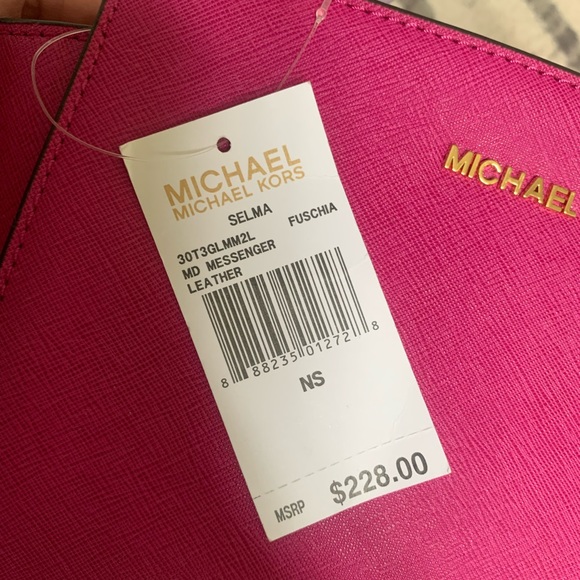 MICHAEL
MICHAEL KORS
SELMA
30T3GLMM2L FUSCHIA
MD MESSENGER
LEATHER
8 88235 01272 8
NS
MSRP $228.00
MICHAEL